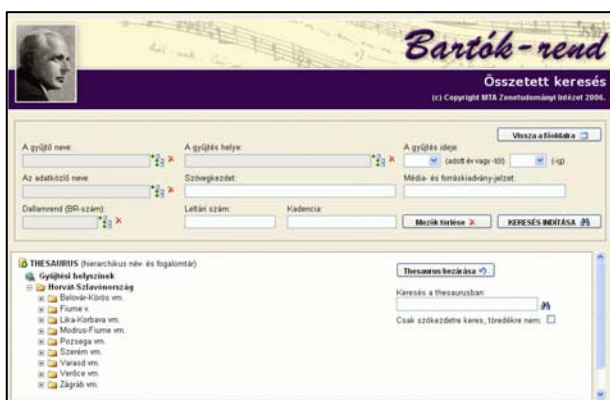 Bartók-rend
Összetett keresés
(c) Copyright MTA Zenetudományi Intézet 2006.
Vissza a főoldalra
A gyűjtő neve:
A gyűjtés helye:
A gyűjtés ideje:
(adott év vagy -tól)
(-ig)
Az adatközlő neve:
Szövegkezdet:
Média- és forráskiadvány-jelzet:
Dallamrend (BR-szám):
Leltári szám:
Kadencia:
Mezők törlése
KERESÉS INDÍTÁSA
THESAURUS (hierarchikus név- és fogalomtár)
Thesaurus bezárása
Gyűjtési helyszínek
Horvát-Szlavónország
Keresés a thesaurusban:
Belovár-Körös vm.
Fiume v.
Csak szókezdetre keres, töredékre nem:
Lika-Korbava vm.
Modrus-Fiume vm.
Pozsega vm.
Szerém vm.
Varasd vm.
Verőce vm.
Zágráb vm.